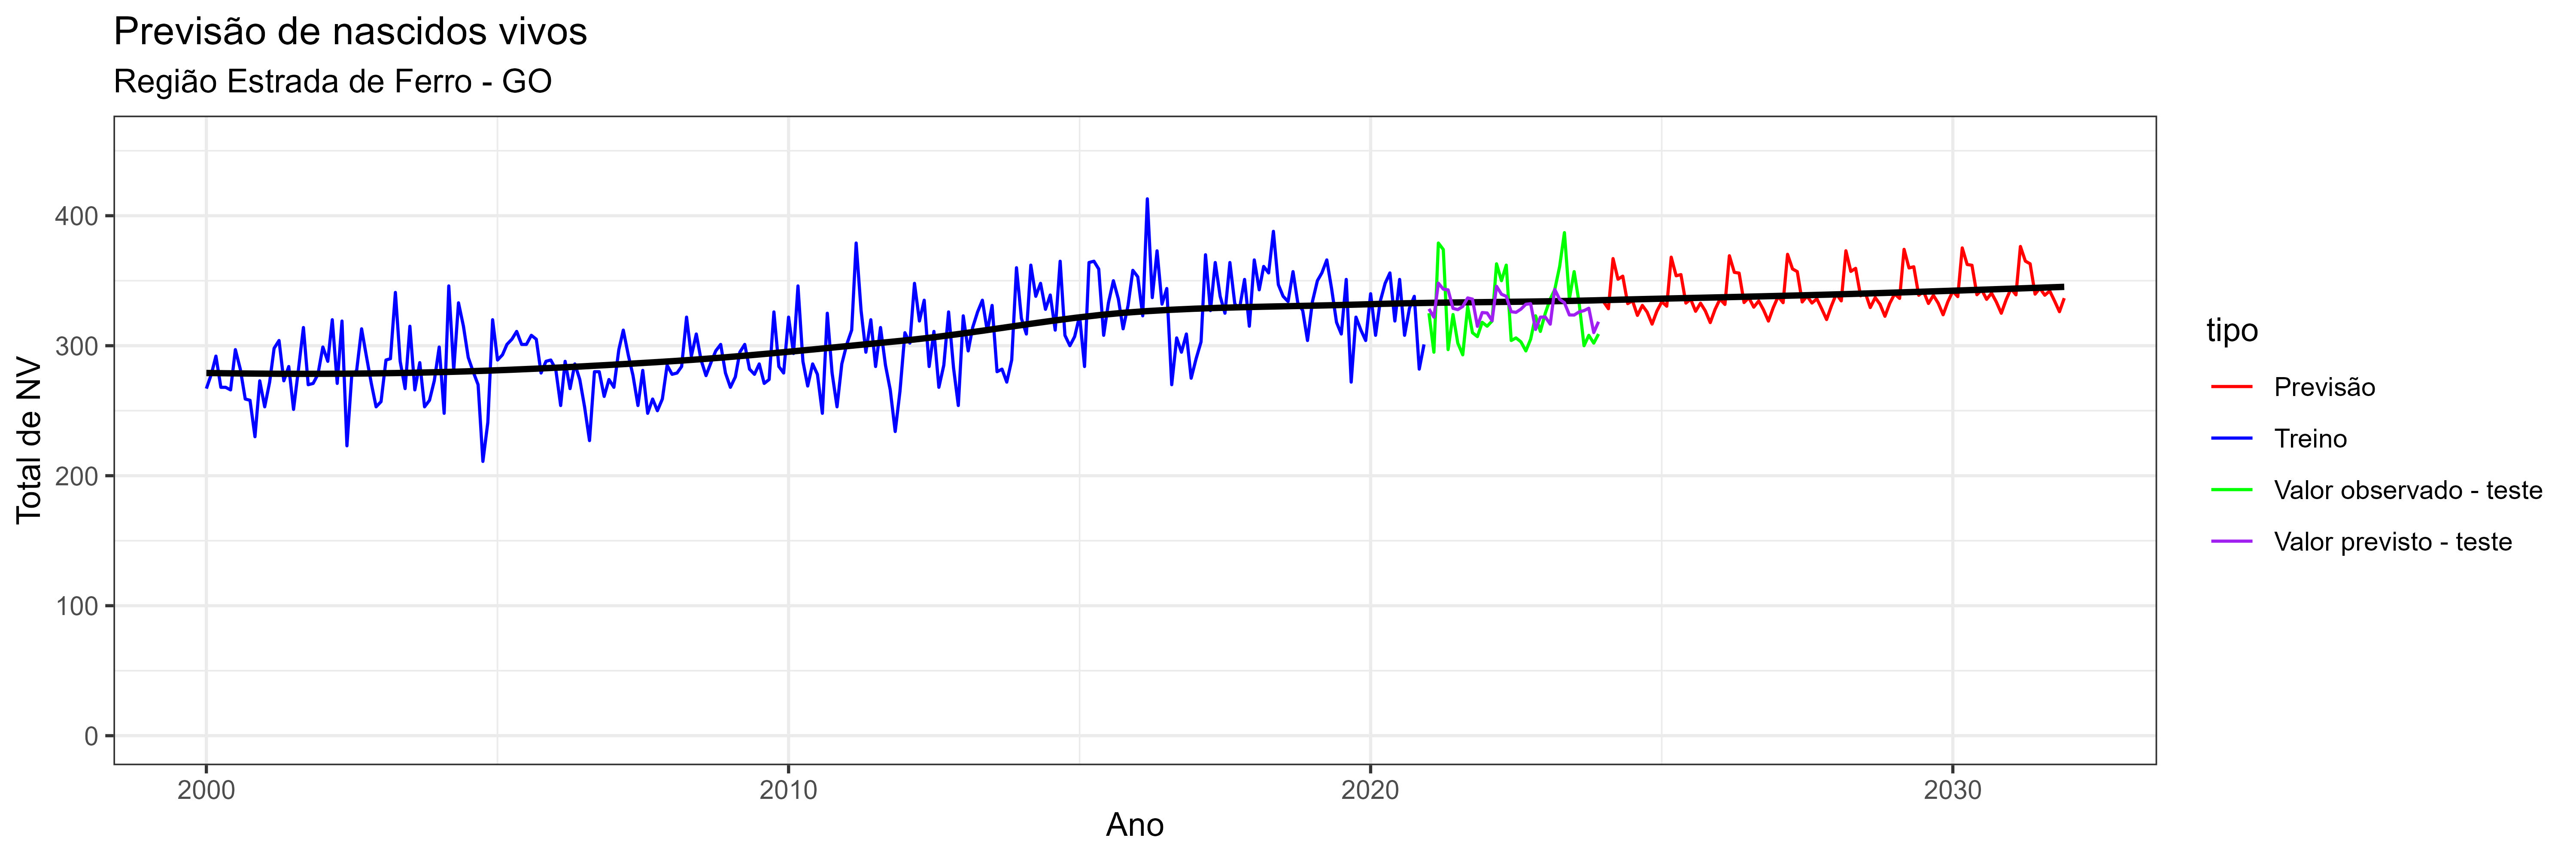 Previsão de nascidos vivos
Região Estrada de Ferro - GO
Total de NV
400
300
200
100
0
2000
2010
2020
2030
Ano
tipo
Previsão
Treino
Valor observado - teste
Valor previsto - teste